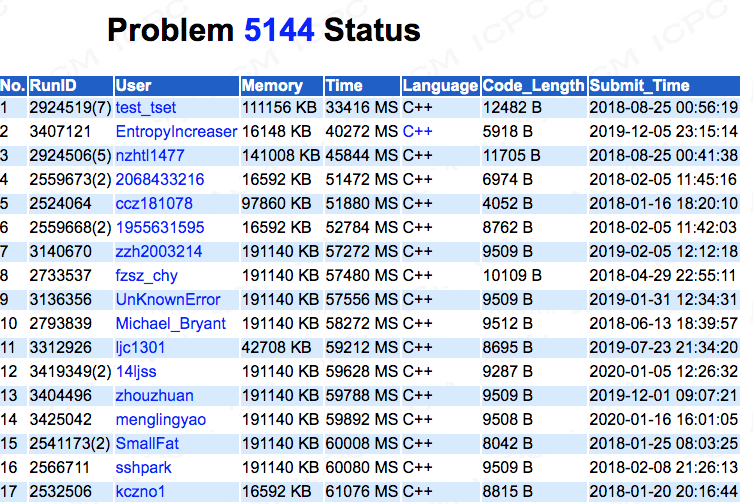 Problem 5144 Status
No. RunID User Memory Time Language Code_Length Submit_Time
1 2924519(7) test_tset 111156 KB 33416 MS C++ 12482 B 2018-08-25 00:56:19
2 3407121 EntropyIncreaser 16148 KB 40272 MS C++ 5918 B 2019-12-05 23:15:14
3 2924506(5) nzhtl1477 141008 KB 45844 MS C++ 11705 B 2018-08-25 00:41:38
4 2559673(2) 2068433216 16592 KB 51472 MS C++ 6974 B 2018-02-05 11:45:16
5 2524064 ccz181078 97860 KB 51880 MS C++ 4052 B 2018-01-16 18:20:10
6 2559668(2) 1955631595 16592 KB 52784 MS C++ 8762 B 2018-02-05 11:42:03
7 3140670 zzh2003214 191140 KB 57272 MS C++ 9509 B 2019-02-05 12:12:18
8 2733537 fzsz_chy 191140 KB 57480 MS C++ 10109 B 2018-04-29 22:55:11
9 3136356 UnKnownError 191140 KB 57556 MS C++ 9509 B 2019-01-31 12:34:31
10 2793839 Michael_Bryant 191140 KB 58272 MS C++ 9512 B 2018-06-13 18:39:57
11 3312926 ljc1301 42708 KB 59212 MS C++ 8695 B 2019-07-23 21:34:20
12 3419349(2) 14ljss 191140 KB 59628 MS C++ 9287 B 2020-01-05 12:26:32
13 3404496 zhouzhuan 191140 KB 59788 MS C++ 9509 B 2019-12-01 09:07:21
14 3425042 menglingyao 191140 KB 59892 MS C++ 9508 B 2020-01-16 16:01:05
15 2541173(2) SmallFat 191140 KB 60008 MS C++ 8042 B 2018-01-25 08:03:25
16 2566711 sshpark 191140 KB 60080 MS C++ 9509 B 2018-02-08 21:26:13
17 2532506 kczno1 16592 KB 61076 MS C++ 8815 B 2018-01-20 20:16:44